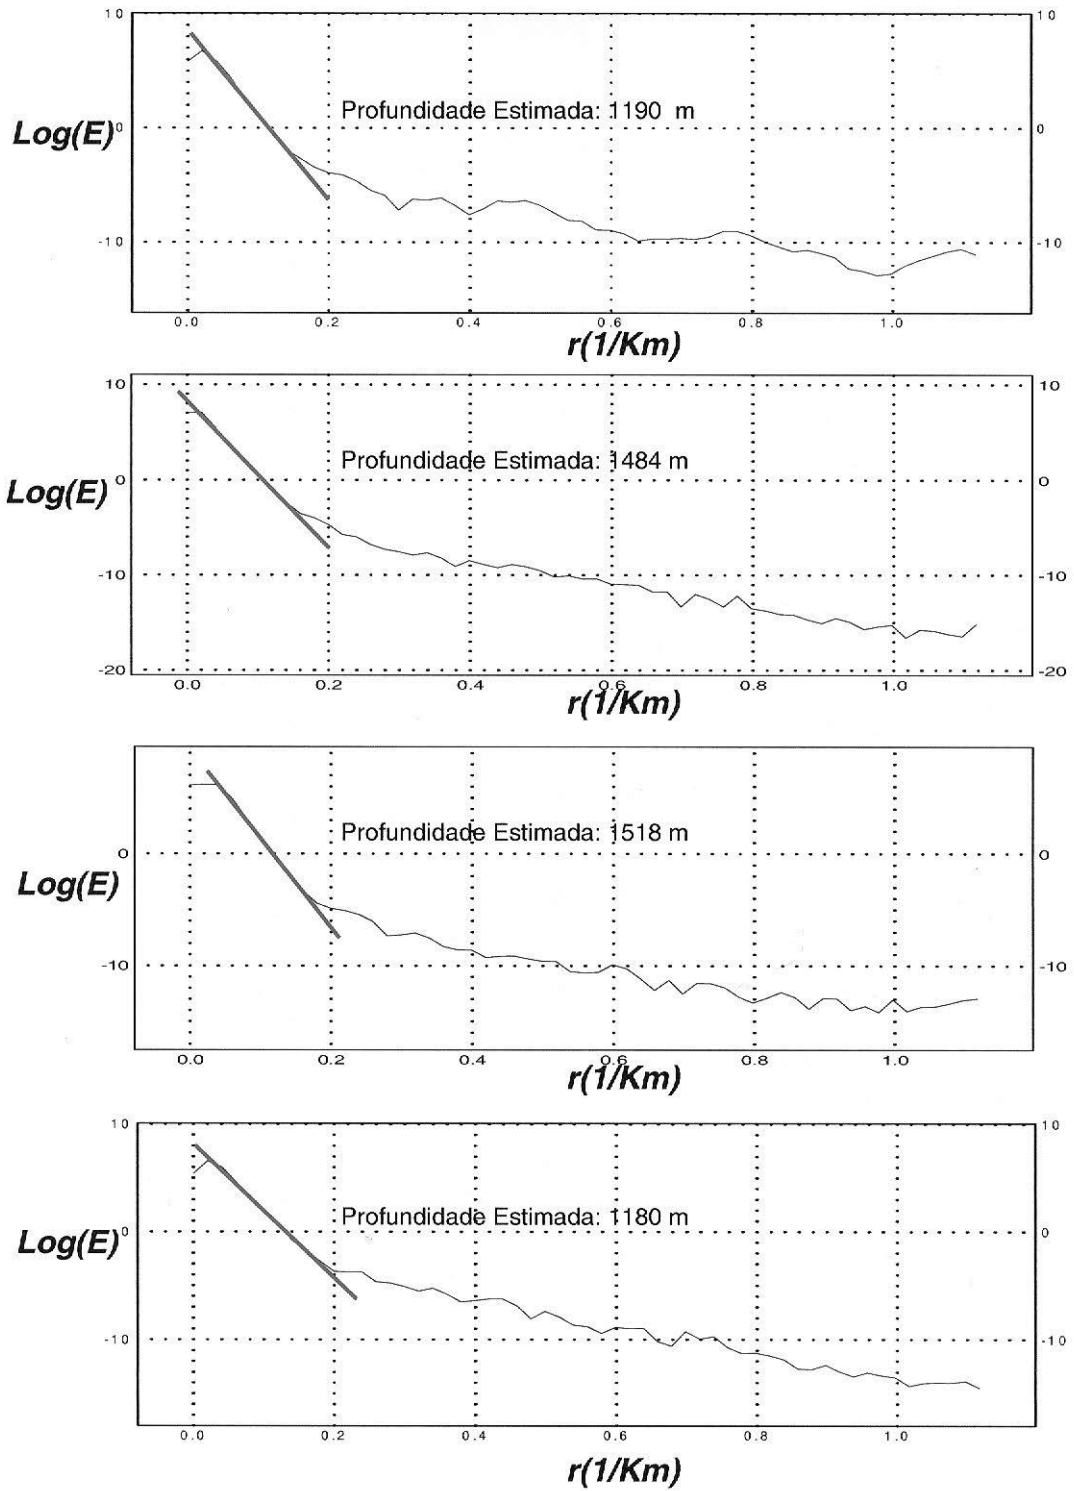 10 10
Profundidade Estimada: 1190 m
Log(E) 0 0
-10 -10
0.0 0.2 0.4 0.6 0.8 1.0
r(1/Km)
10 10
Profundidade Estimada: 1484 m
Log(E) 0 0
-10 -10
-20 -20
0.0 0.2 0.4 0.6 0.8 1.0
r(1/Km)
Profundidade Estimada: 1518 m
0 0
Log(E)
-10 -10
0.0 0.2 0.4 0.6 0.8 1.0
r(1/Km)
10 10
Profundidade Estimada: 1180 m
Log(E) 0 0
-10 -10
0.0 0.2 0.4 0.6 0.8 1.0
r(1/Km)